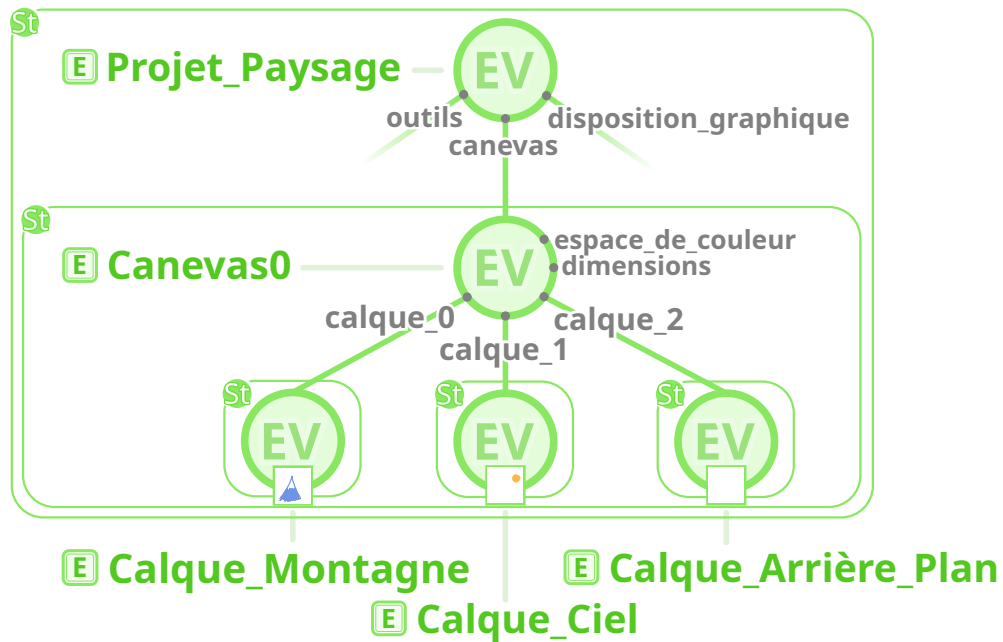 St
E Projet_Paysage
EV
outils
disposition_graphique
canevas
St
E Canevas0
EV
espace_de_couleur
dimensions
calque_0
calque_2
calque_1
St
St
St
EV
EV
EV
E Calque_Montagne
E Calque_Arrière_Plan
E Calque_Ciel